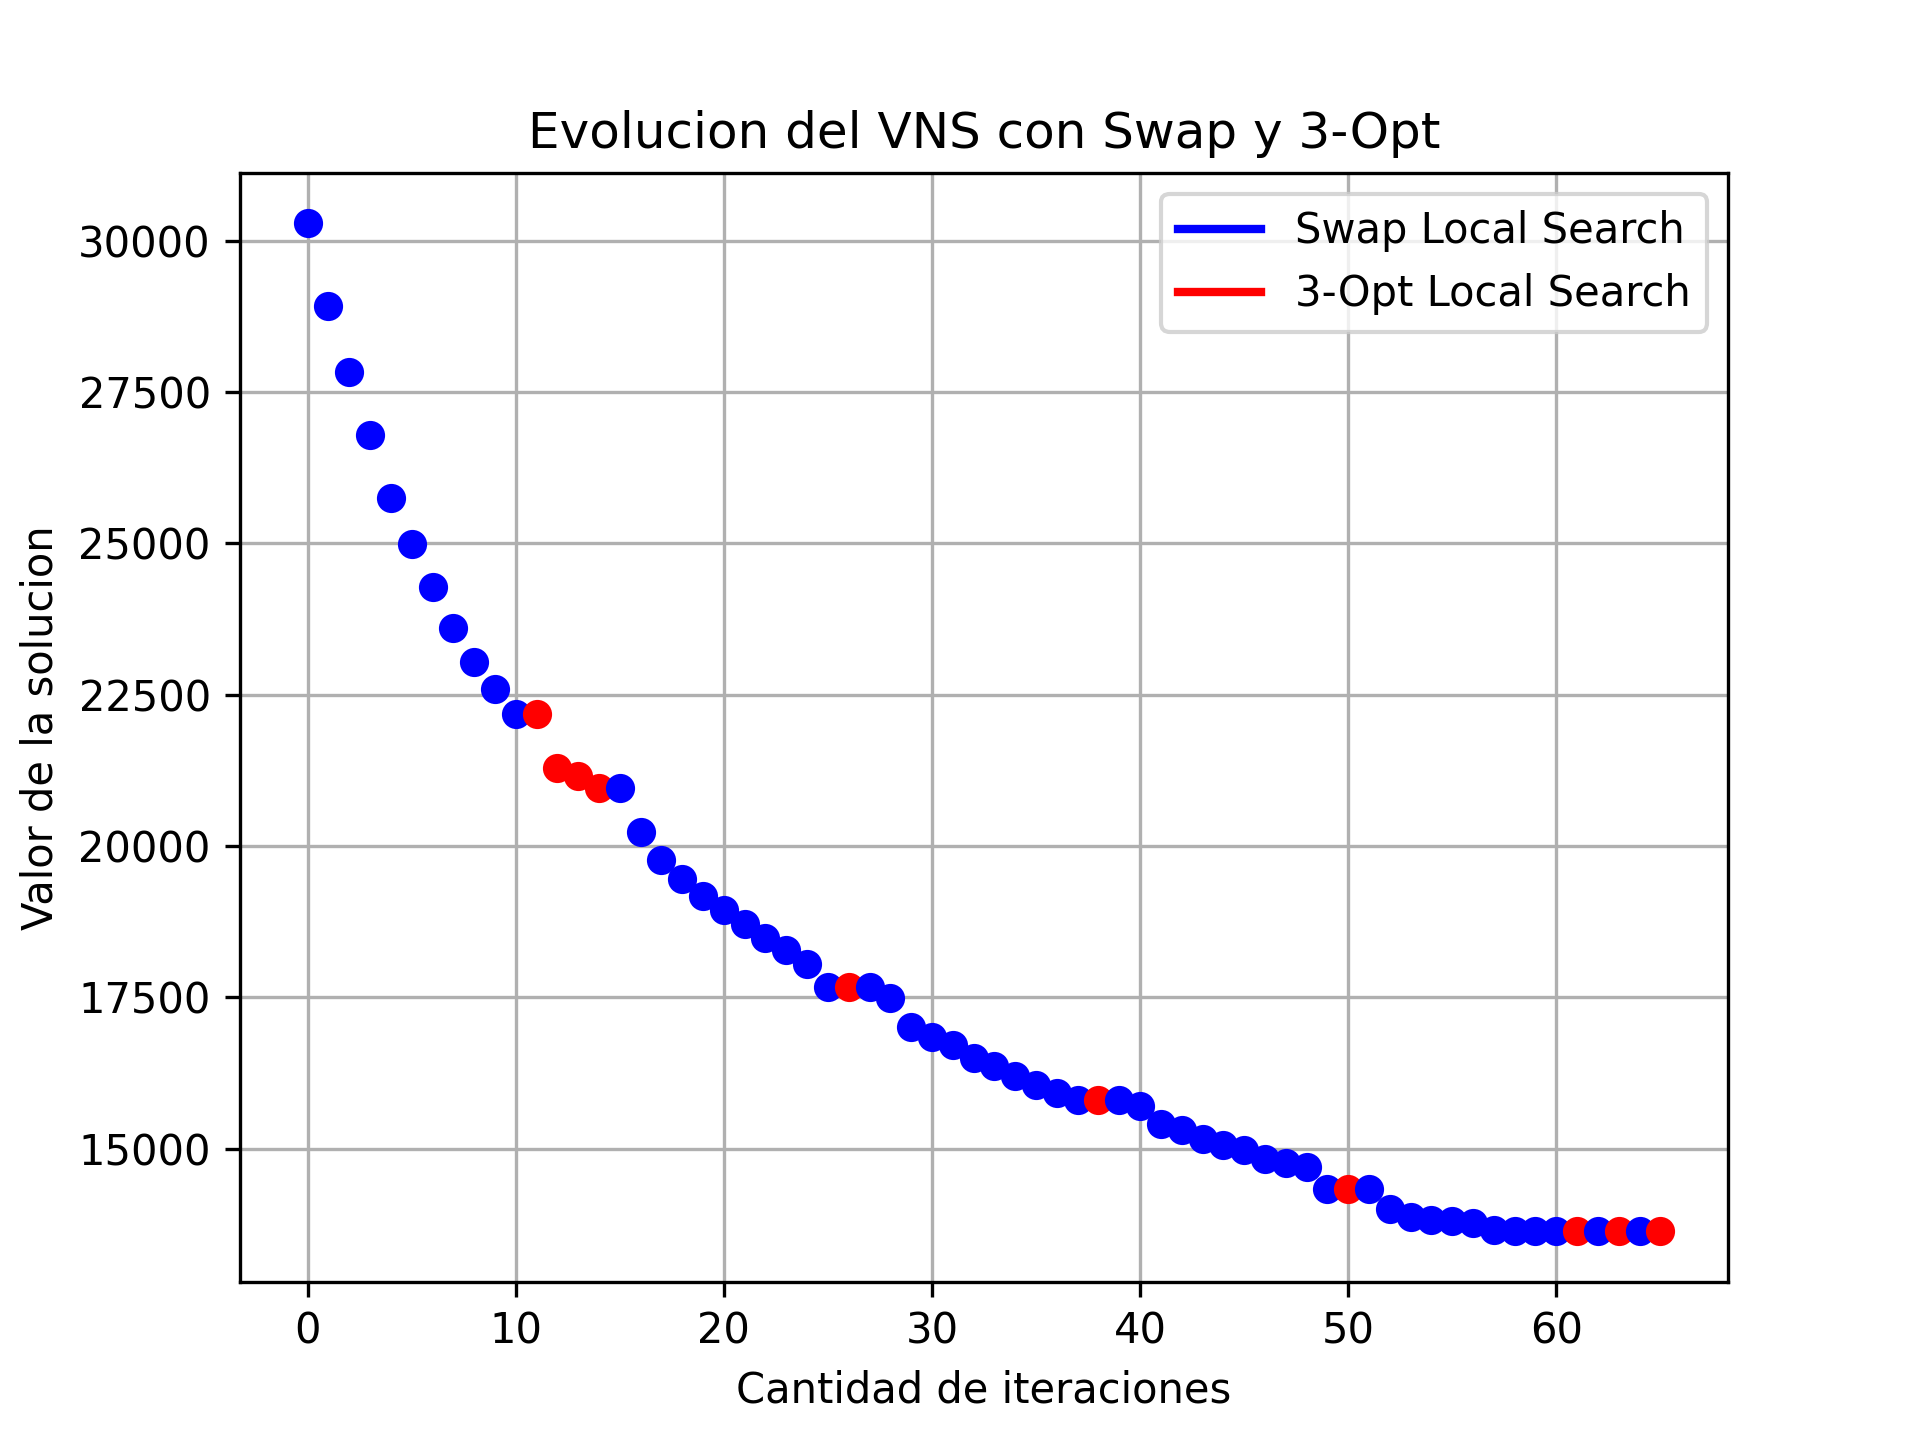 Evolucion del VNS con Swap y 3-Opt
Swap Local Search
3-Opt Local Search
Valor de la solucion
30000
27500
25000
22500
20000
17500
15000
0 10 20 30 40 50 60
Cantidad de iteraciones